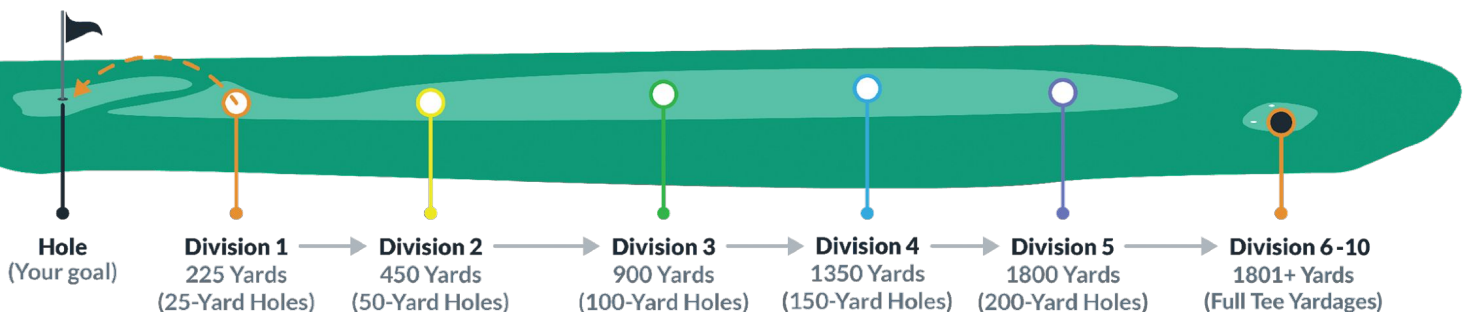 Hole
(Your goal)
Division 1
225 Yards
(25-Yard Holes)
Division 2
450 Yards
(50-Yard Holes)
Division 3
900 Yards
(100-Yard Holes)
Division 4
1350 Yards
(150-Yard Holes)
Division 5
1800 Yards
(200-Yard Holes)
Division 6-10
1801+ Yards
(Full Tee Yardages)